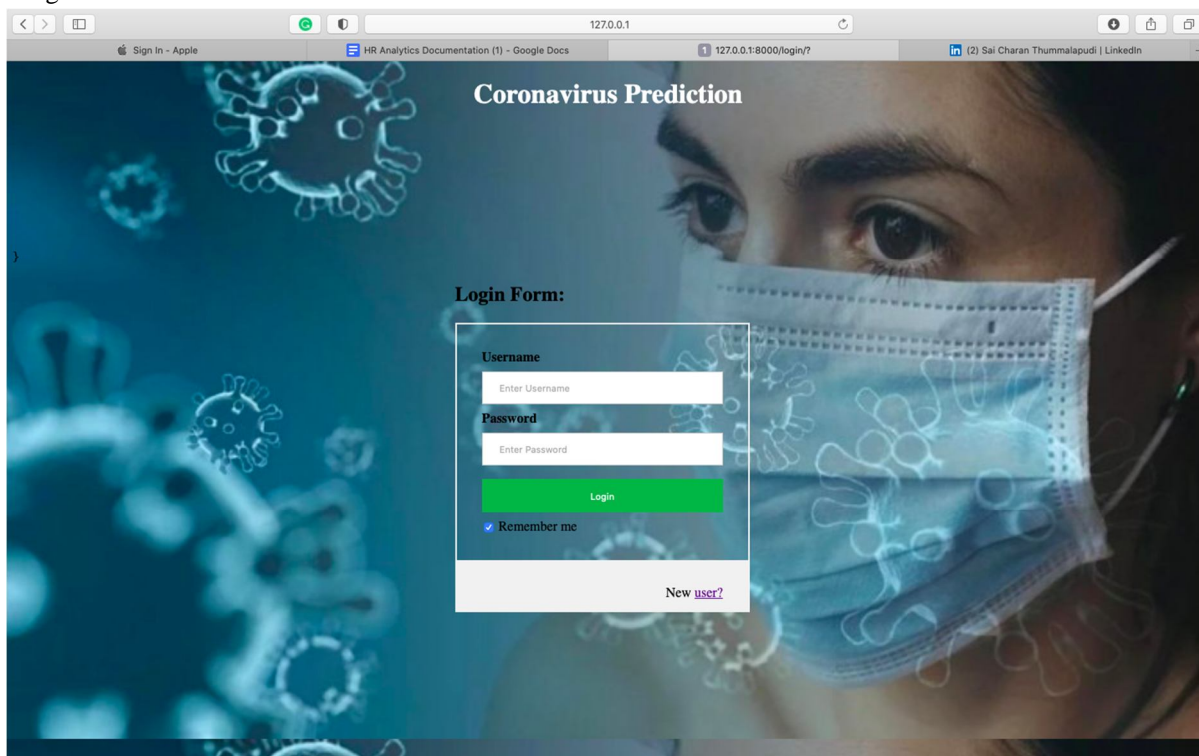 127.0.0.1
Sign In - Apple
HR Analytics Documentation (1) - Google Docs
1 127.0.0.1:8000/login/?
in (2) Sai Charan Thummalapudi | LinkedIn
Coronavirus Prediction
}
Login Form:
Username
Enter Username
Password
Enter Password
Login
Remember me
New user?